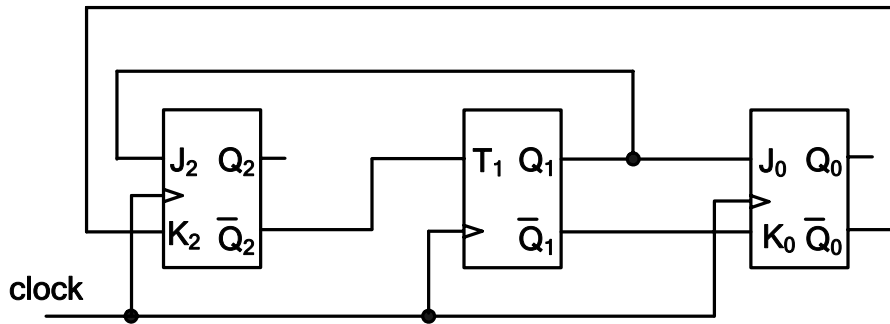 J₂ Q₂ T₁ Q₁ J₀ Q₀
K₂ Q̅₂ Q̅₁ K₀ Q̅₀
clock